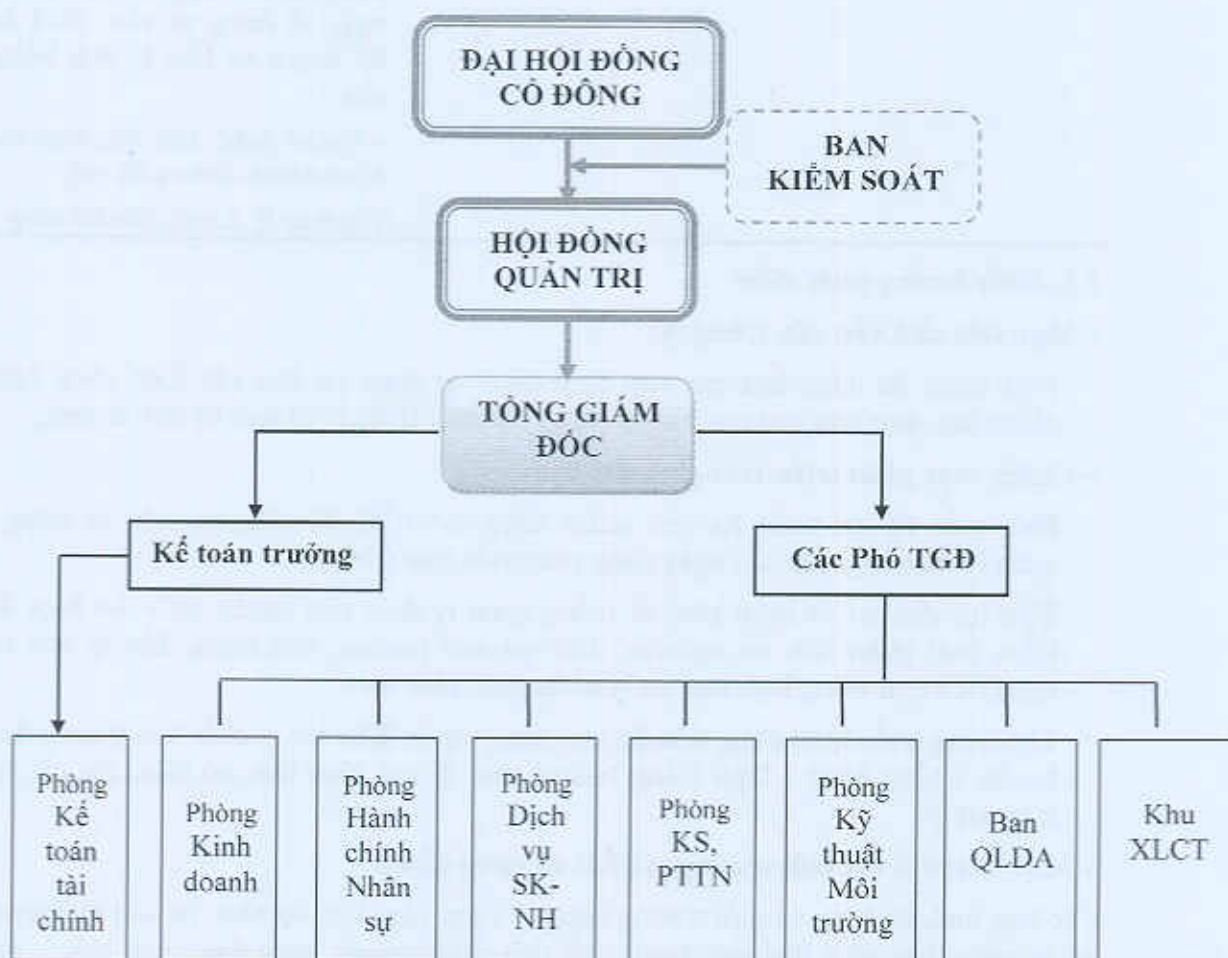 ĐẠI HỘI ĐỒNG
CỔ ĐÔNG
BAN
KIỂM SOÁT
HỘI ĐỒNG
QUẢN TRỊ
TỔNG GIÁM
ĐỐC
Kế toán trưởng
Các Phó TGĐ
Phòng
Kế
toán
tài
chính
Phòng
Kinh
doanh
Phòng
Hành
chính
Nhân
sự
Phòng
Dịch
vụ
SK-
NH
Phòng
KS,
PTTN
Phòng
Kỹ
thuật
Môi
trường
Ban
QLDA
Khu
XLCT